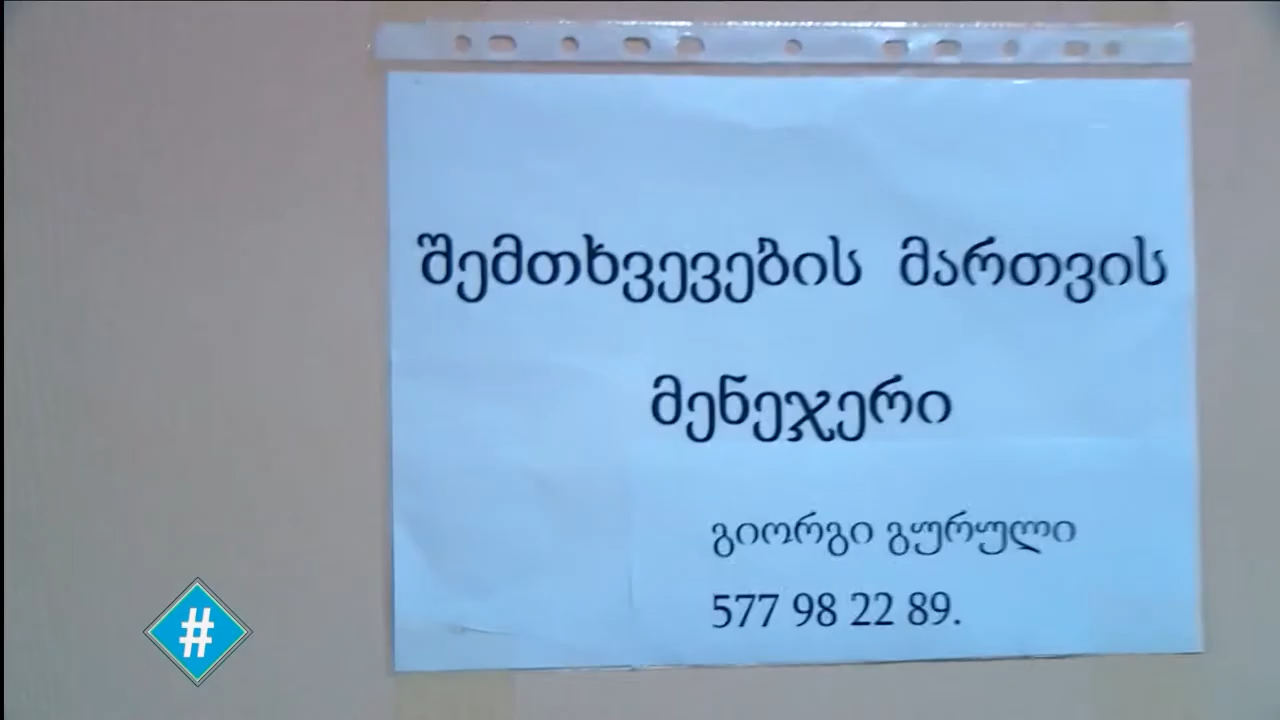 შემთხვევების მართვის
მენეჯერი
გიორგი გურული
577 98 22 89.
#